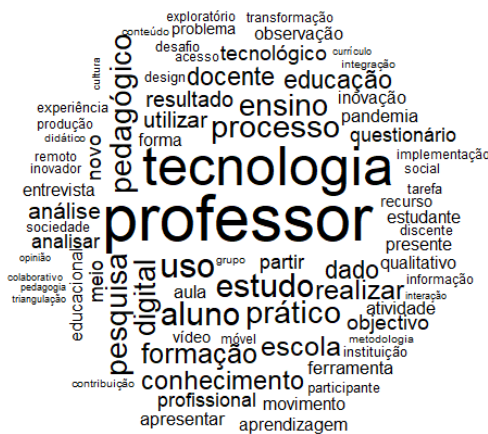 exploratório transformação
conteúdo problema observação
desafio tecnológico currículo
acesso integração
cultura pedagógico design docente educação
experiência resultado ensino inovação
produção utilizar processo pandemia
didático novo forma questionário
remoto tecnologia implementação
inovador social
entrevista tarefa
recurso
análise professor estudante
sociedade discente
analisar presente
opinião educacional grupo partir qualitativo
colaborativo meio pesquisa digital uso aula dado informação
pedagogia estudo realizar interação
triangulação aluno prático atividade
objectivo
vídeo móvel metodologia
formação escola instituição
contribuição conhecimento ferramenta
profissional participante
movimento
apresentar aprendizagem